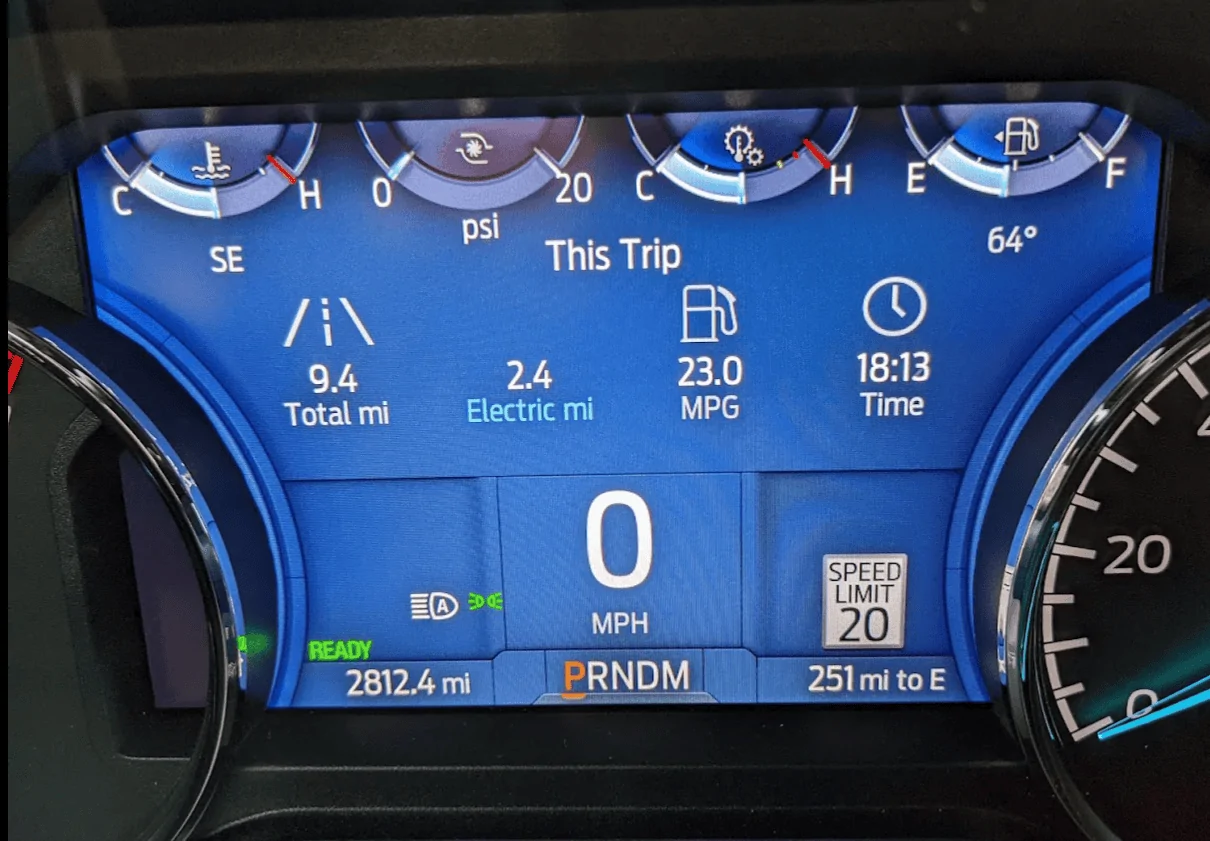 C H 0 20 C H E F
psi
SE This Trip 64°
9.4 2.4 23.0 18:13
Total mi Electric mi MPG Time
0
MPH
SPEED
LIMIT
20
A
READY
2812.4 mi PRNDM 251 mi to E
20
0